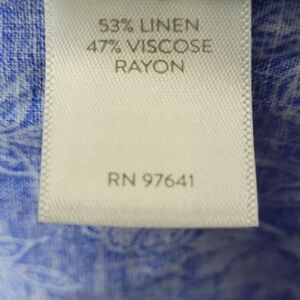 53% LINEN
47% VISCOSE
RAYON
RN 97641